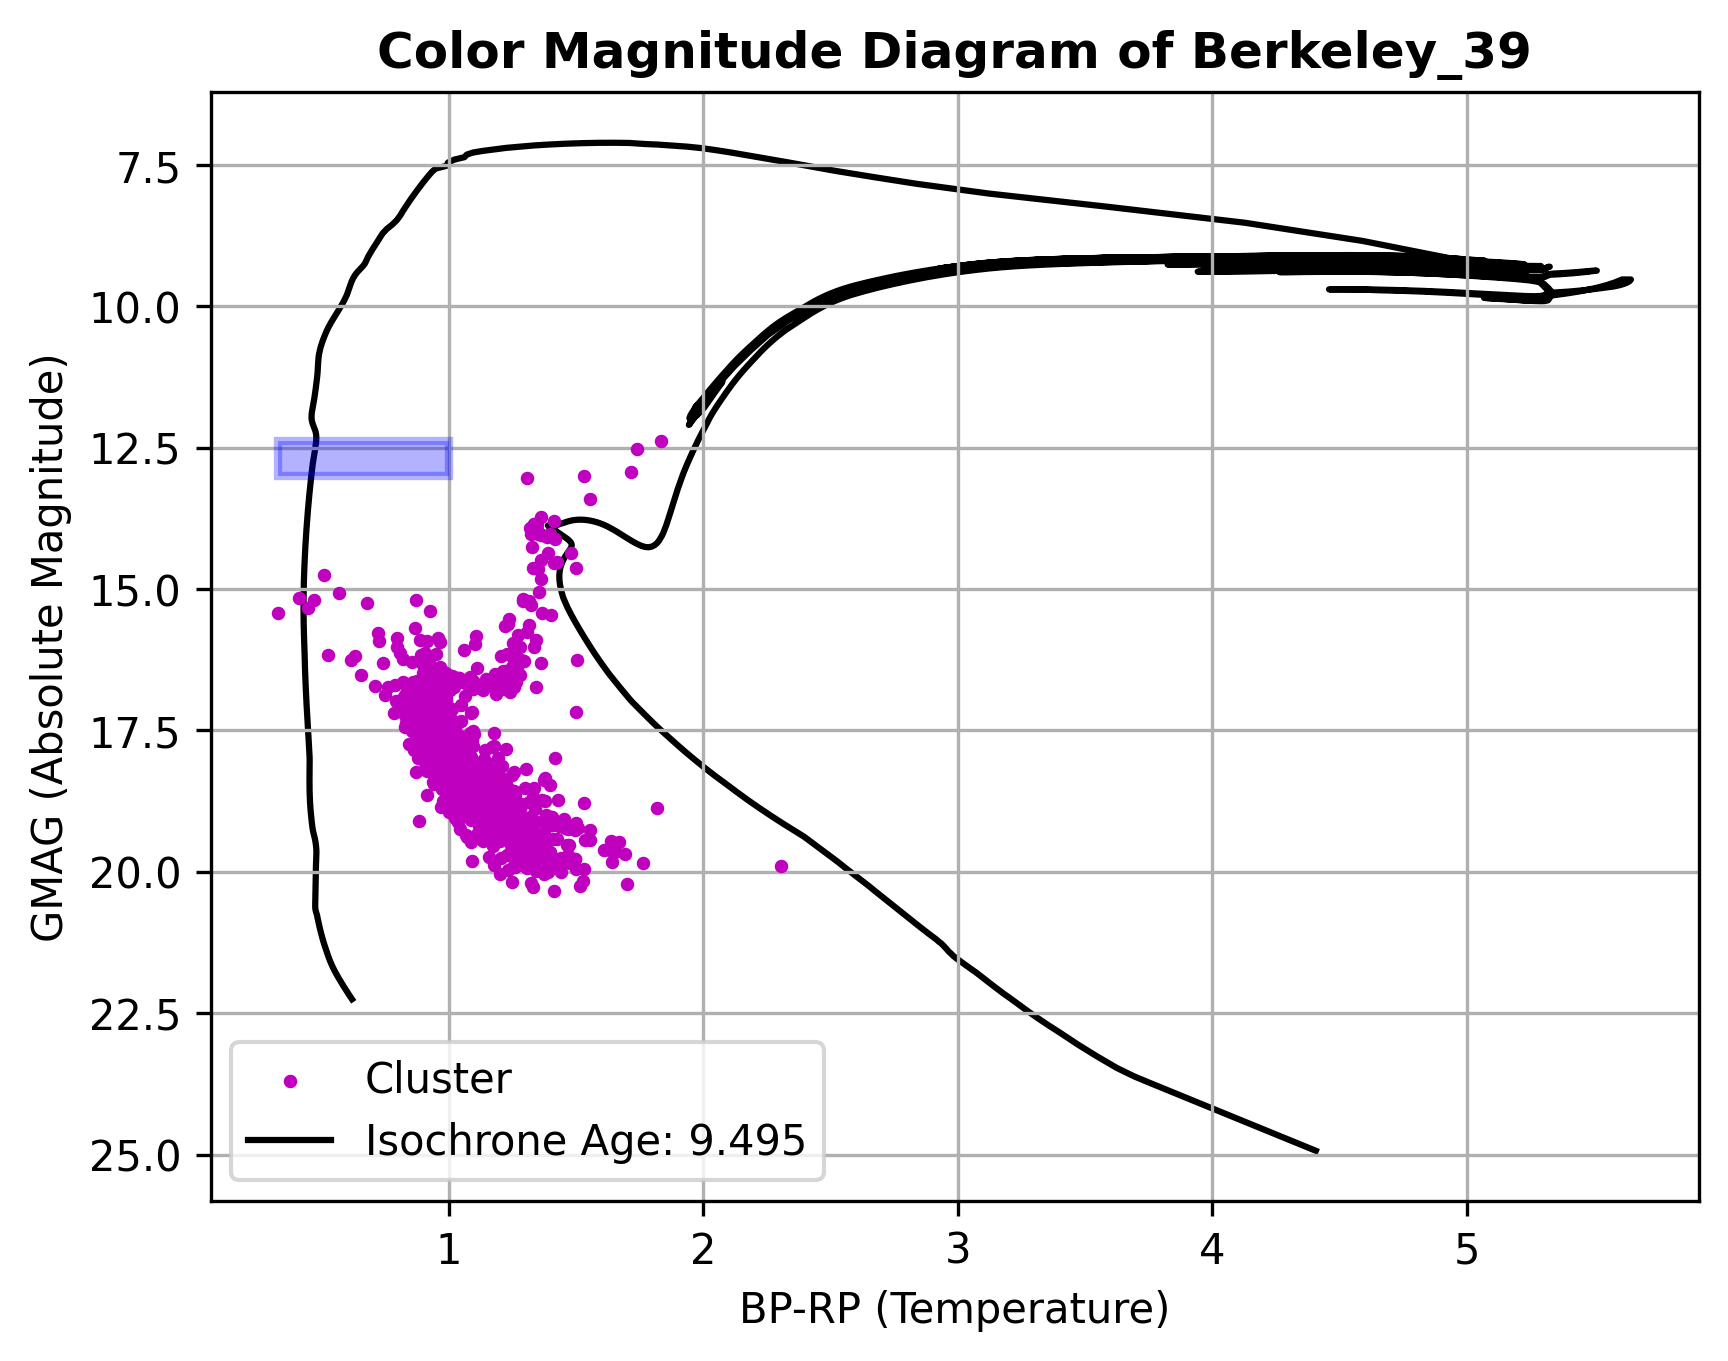 Color Magnitude Diagram of Berkeley_39
GMAG (Absolute Magnitude)
7.5
10.0
12.5
15.0
17.5
20.0
22.5
25.0
Cluster
Isochrone Age: 9.495
1 2 3 4 5
BP-RP (Temperature)